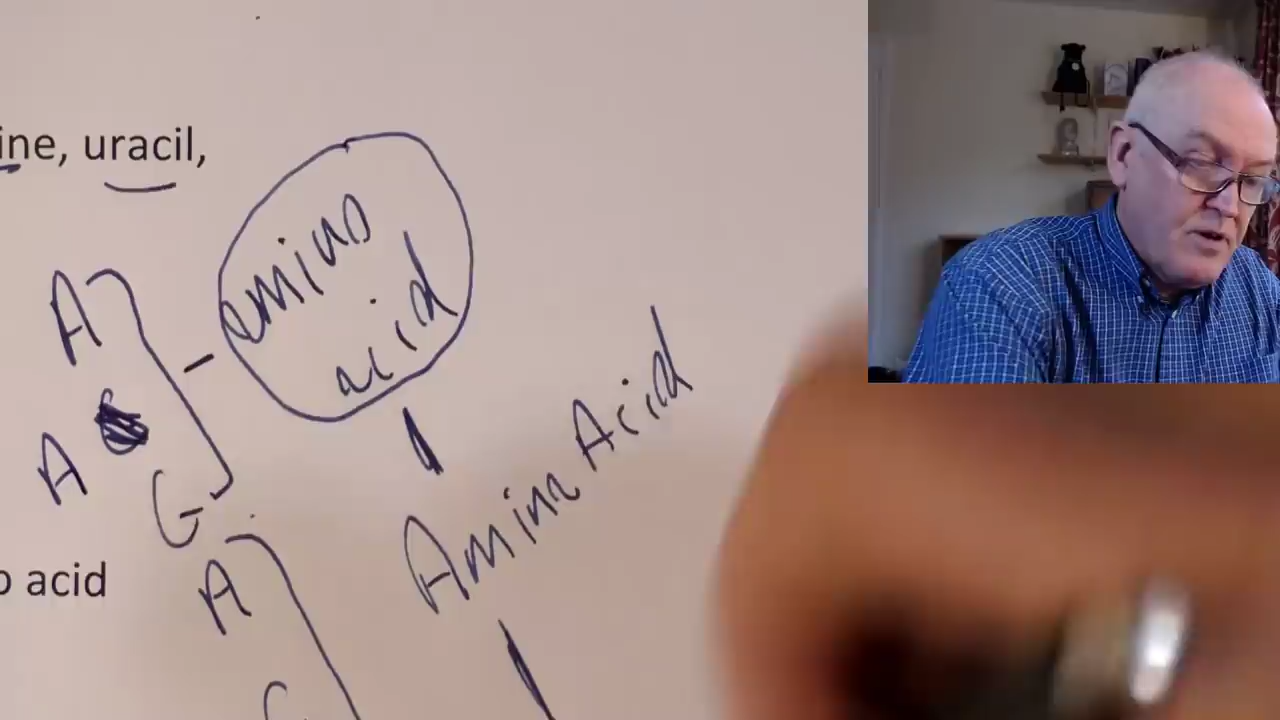 ine, uracil,
amino
acid
A
A
G
Amino Acid
o acid
A
G